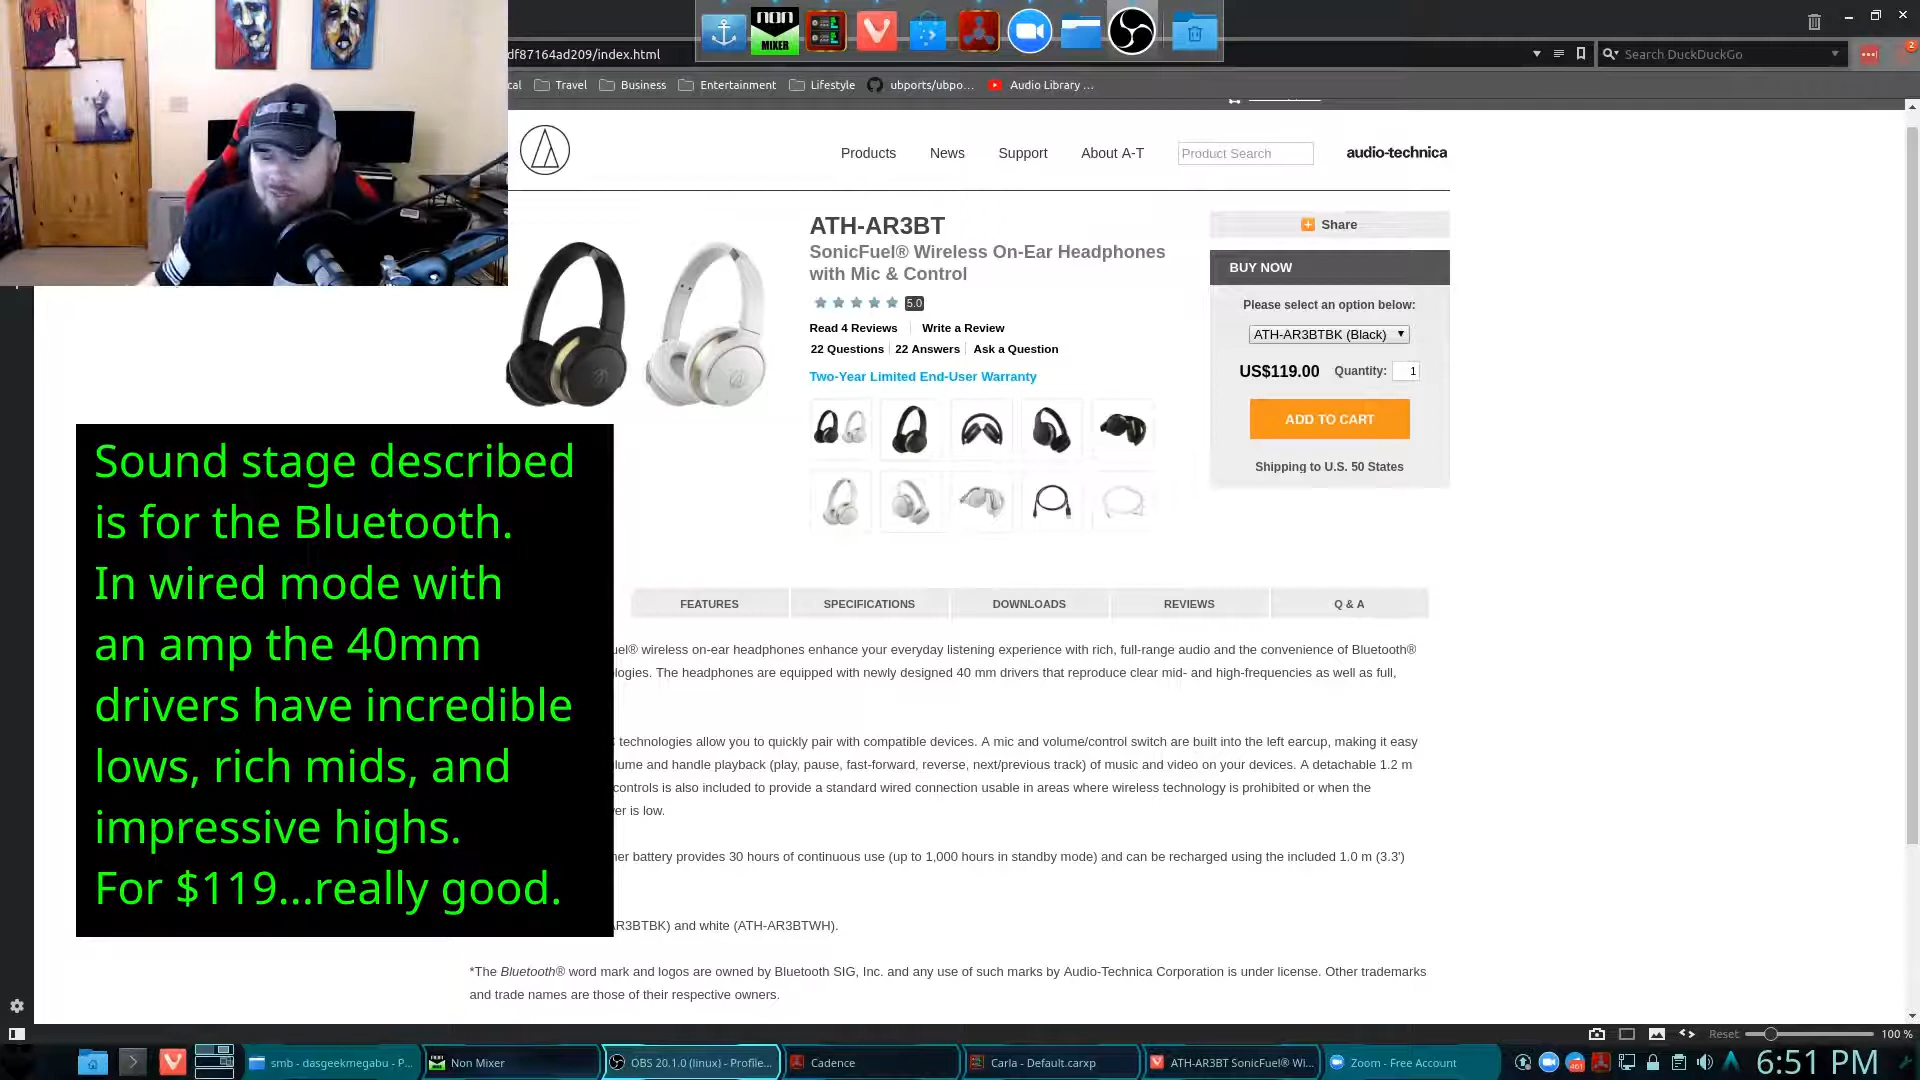 non
MIXER
df87164ad209/index.html
Search DuckDuckGo
2
cal
Travel
Business
Entertainment
Lifestyle
ubports/ubpo...
Audio Library ...
Products
News
Support
About A-T
Product Search
audio-technica
ATH-AR3BT
SonicFuel® Wireless On-Ear Headphones
with Mic & Control
5.0
Read 4 Reviews
Write a Review
22 Questions
22 Answers
Ask a Question
Two-Year Limited End-User Warranty
Share
BUY NOW
Please select an option below:
ATH-AR3BTBK (Black)
US$119.00
Quantity:
1
ADD TO CART
Shipping to U.S. 50 States
Sound stage described
is for the Bluetooth.
In wired mode with
an amp the 40mm
drivers have incredible
lows, rich mids, and
impressive highs.
For $119...really good.
FEATURES
SPECIFICATIONS
DOWNLOADS
REVIEWS
Q & A
uel® wireless on-ear headphones enhance your everyday listening experience with rich, full-range audio and the convenience of Bluetooth®
logies. The headphones are equipped with newly designed 40 mm drivers that reproduce clear mid- and high-frequencies as well as full,
technologies allow you to quickly pair with compatible devices. A mic and volume/control switch are built into the left earcup, making it easy
lume and handle playback (play, pause, fast-forward, reverse, next/previous track) of music and video on your devices. A detachable 1.2 m
controls is also included to provide a standard wired connection usable in areas where wireless technology is prohibited or when the
er is low.
ner battery provides 30 hours of continuous use (up to 1,000 hours in standby mode) and can be recharged using the included 1.0 m (3.3')
AR3BTBK) and white (ATH-AR3BTWH).
*The Bluetooth® word mark and logos are owned by Bluetooth SIG, Inc. and any use of such marks by Audio-Technica Corporation is under license. Other trademarks
and trade names are those of their respective owners.
Reset
100 %
smb - dasgeekmegabu - P...
Non Mixer
OBS 20.1.0 (linux) - Profile...
Cadence
Carla - Default.carxp
ATH-AR3BT SonicFuel® Wi...
Zoom - Free Account
461
6:51 PM